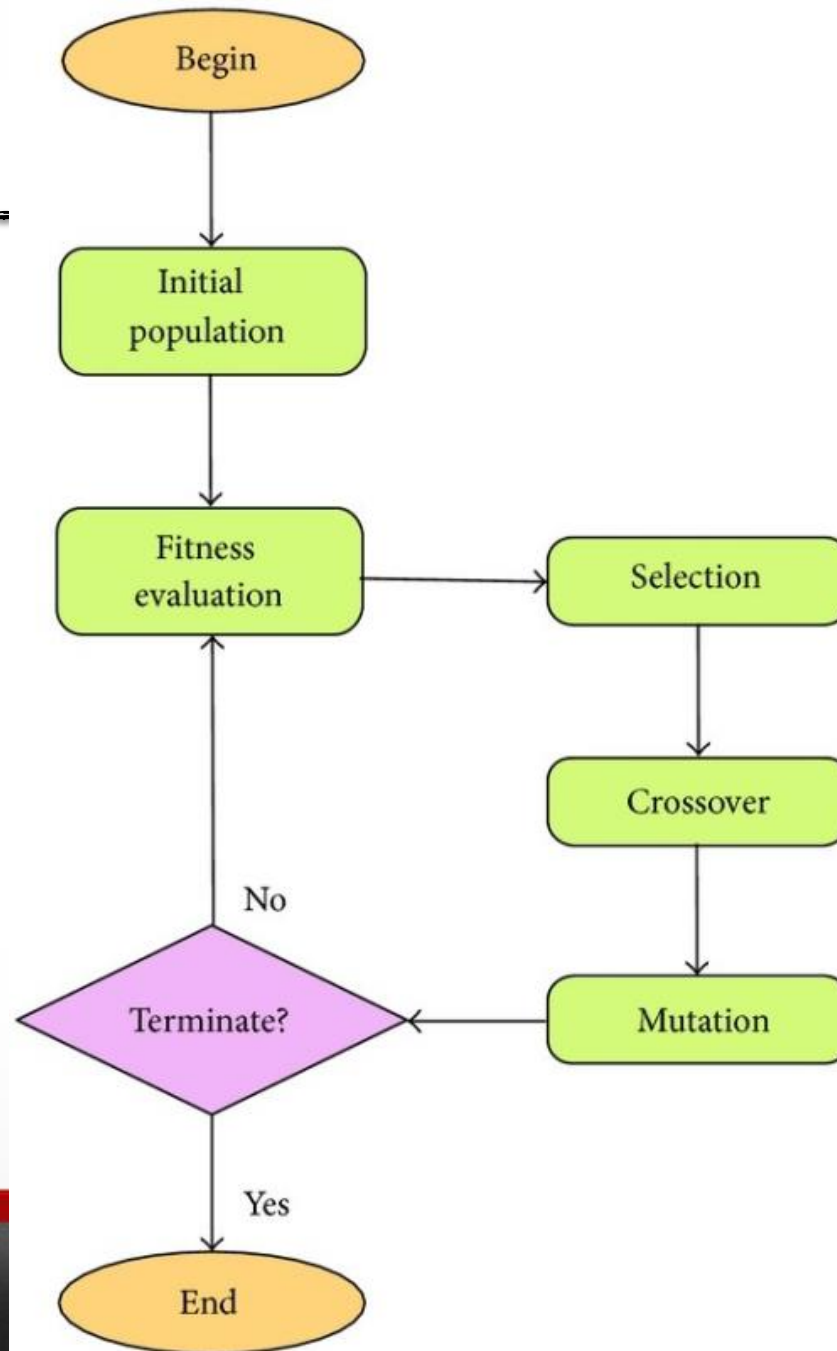 Begin
Initial
population
Fitness
evaluation
Selection
Crossover
Mutation
Terminate?
No
Yes
End